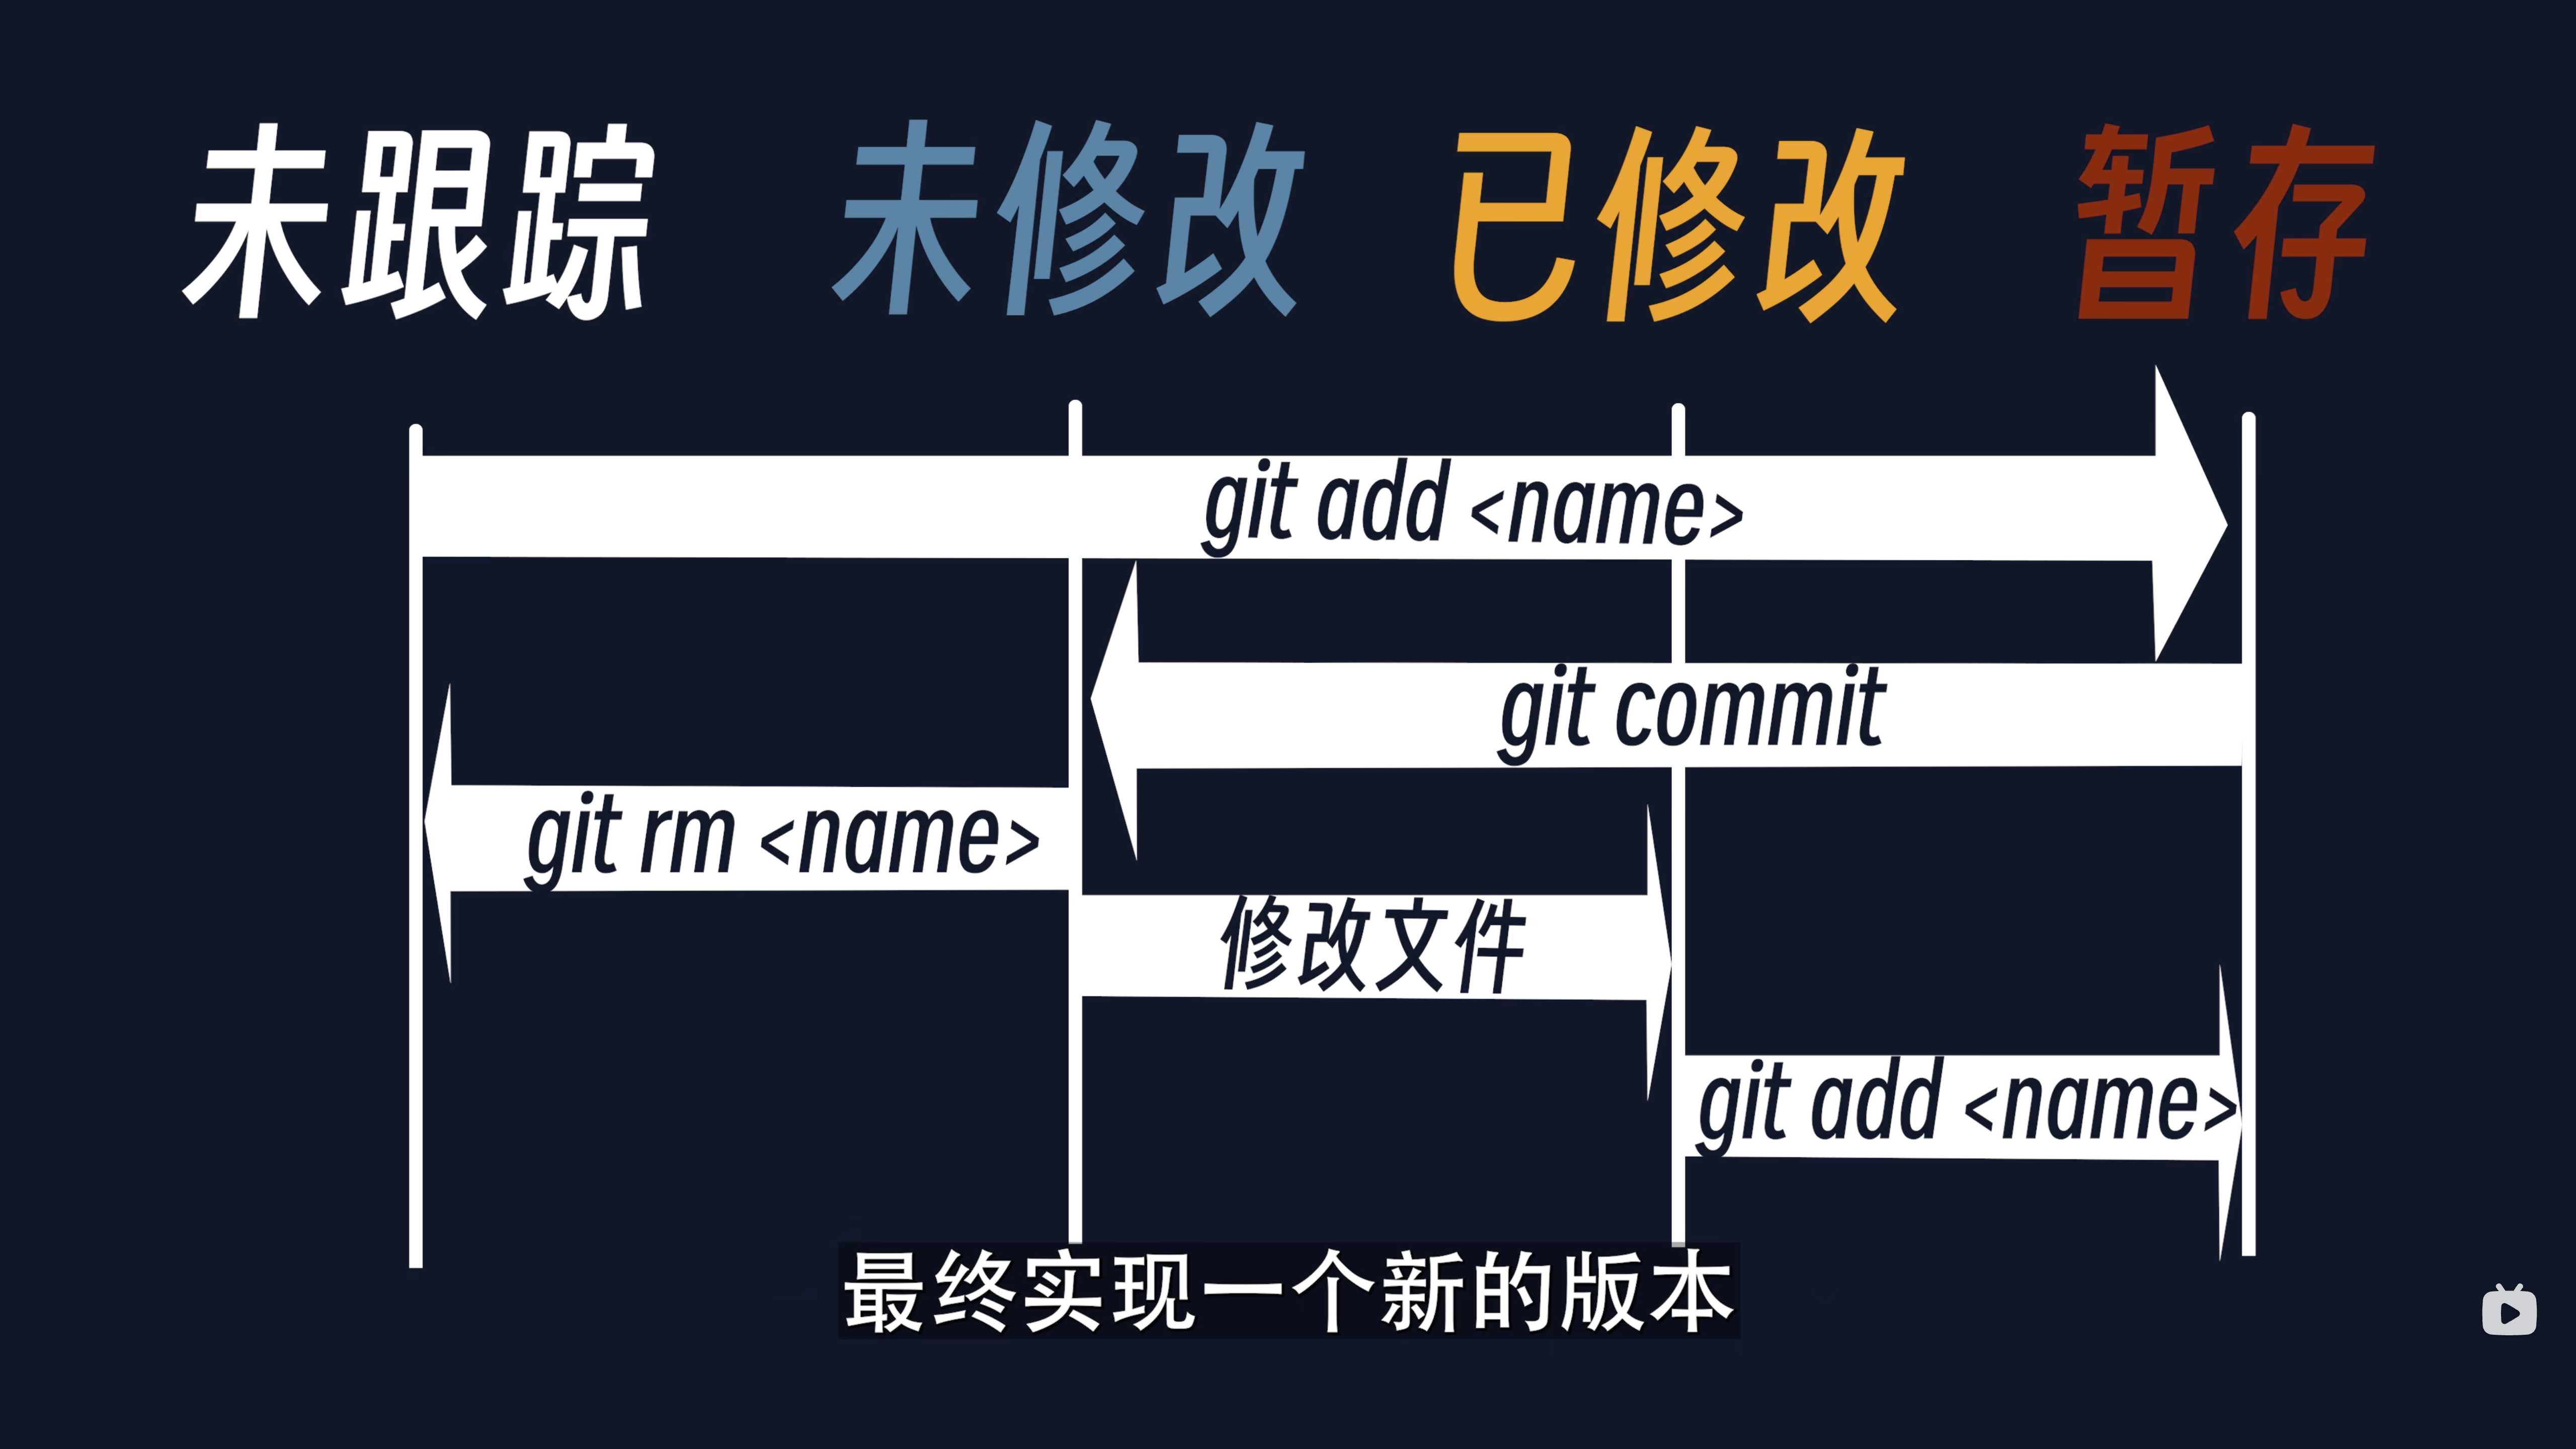 未跟踪 未修改 已修改 暂存
git add <name>
git commit
git rm <name>
修改文件
git add <name>
最终实现一个新的版本